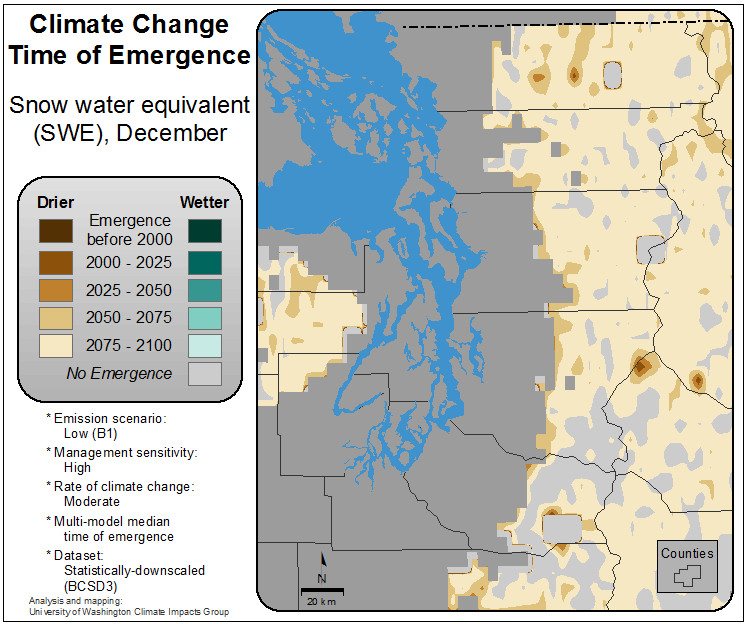 Climate Change
Time of Emergence
Snow water equivalent
(SWE), December
Drier Wetter
Emergence
before 2000
2000 - 2025
2025 - 2050
2050 - 2075
2075 - 2100
No Emergence
* Emission scenario:
Low (B1)
* Management sensitivity:
High
* Rate of climate change:
Moderate
* Multi-model median
time of emergence
* Dataset:
Statistically-downscaled
(BCSD3)
Analysis and mapping:
University of Washington Climate Impacts Group
N
20 km
Counties